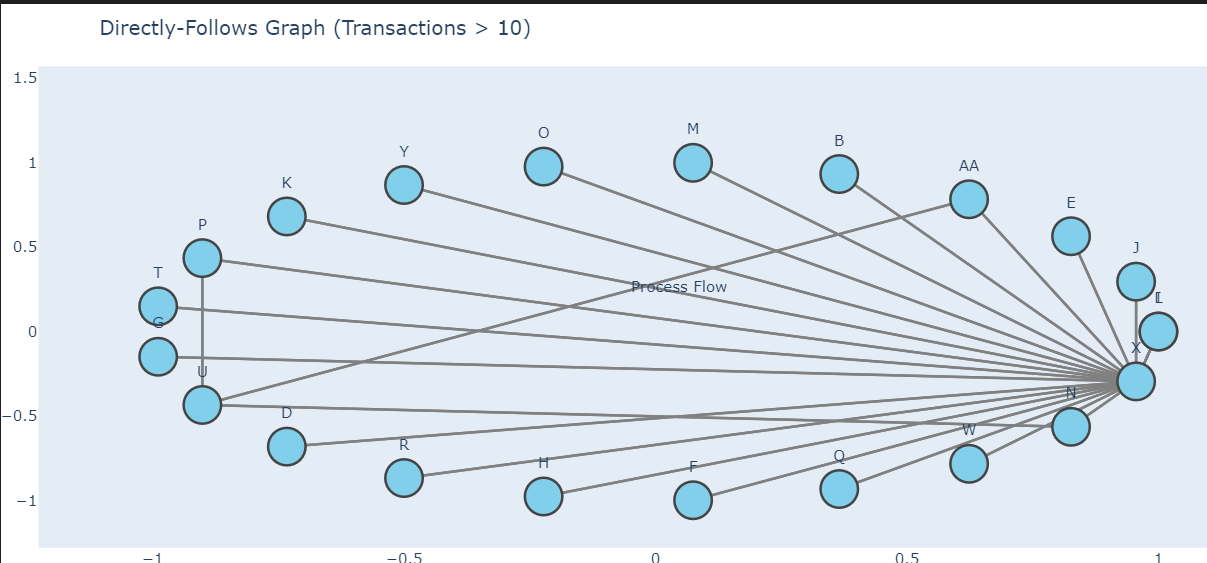 Directly-Follows Graph (Transactions > 10)
1.5
M
O
B
Y
1
AA
K
E
P
0.5
J
T
Process Flow
G
0
X
U
N
−0.5
D
W
R
Q
H
F
−1
−1
−0.5
0
0.5
1